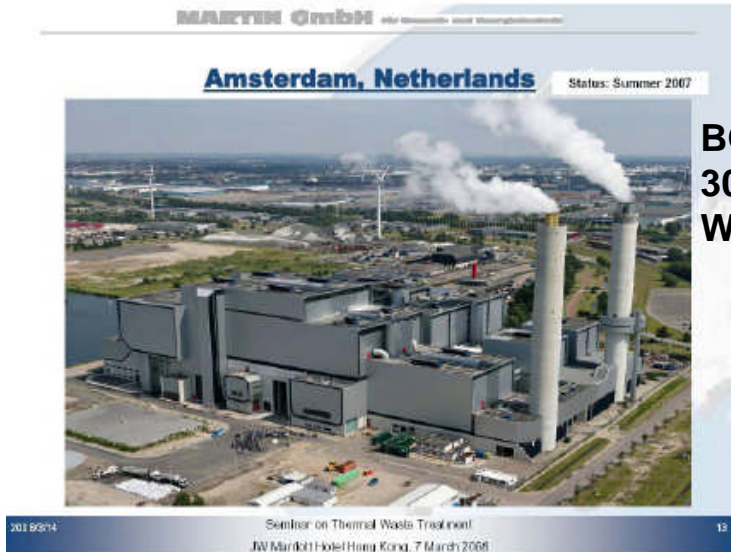 MARTIN GmbH
Amsterdam, Netherlands
Status: Summer 2007
BO
30
W
Seminar on Thermal Waste Treatment
JW Marriott Hotel Hong Kong, 7 March 2008
13